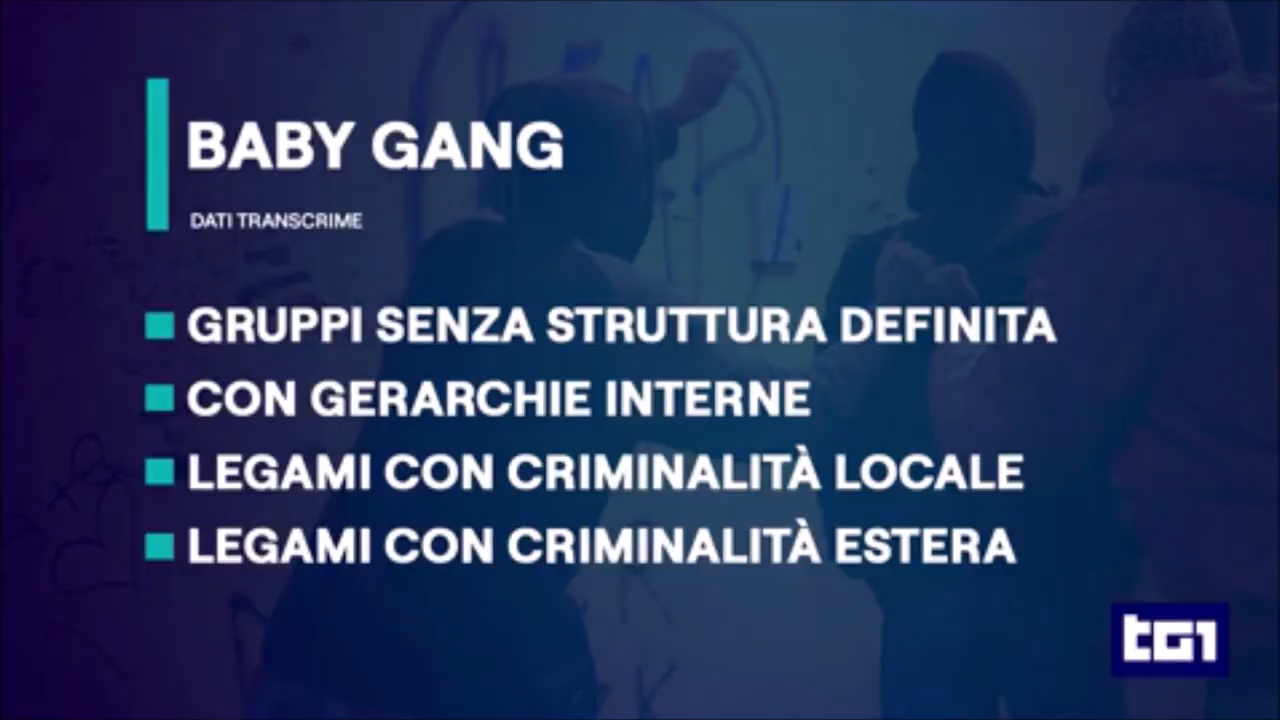 BABY GANG
DATI TRANSCRIME
GRUPPI SENZA STRUTTURA DEFINITA
CON GERARCHIE INTERNE
LEGAMI CON CRIMINALITÀ LOCALE
LEGAMI CON CRIMINALITÀ ESTERA
tG1